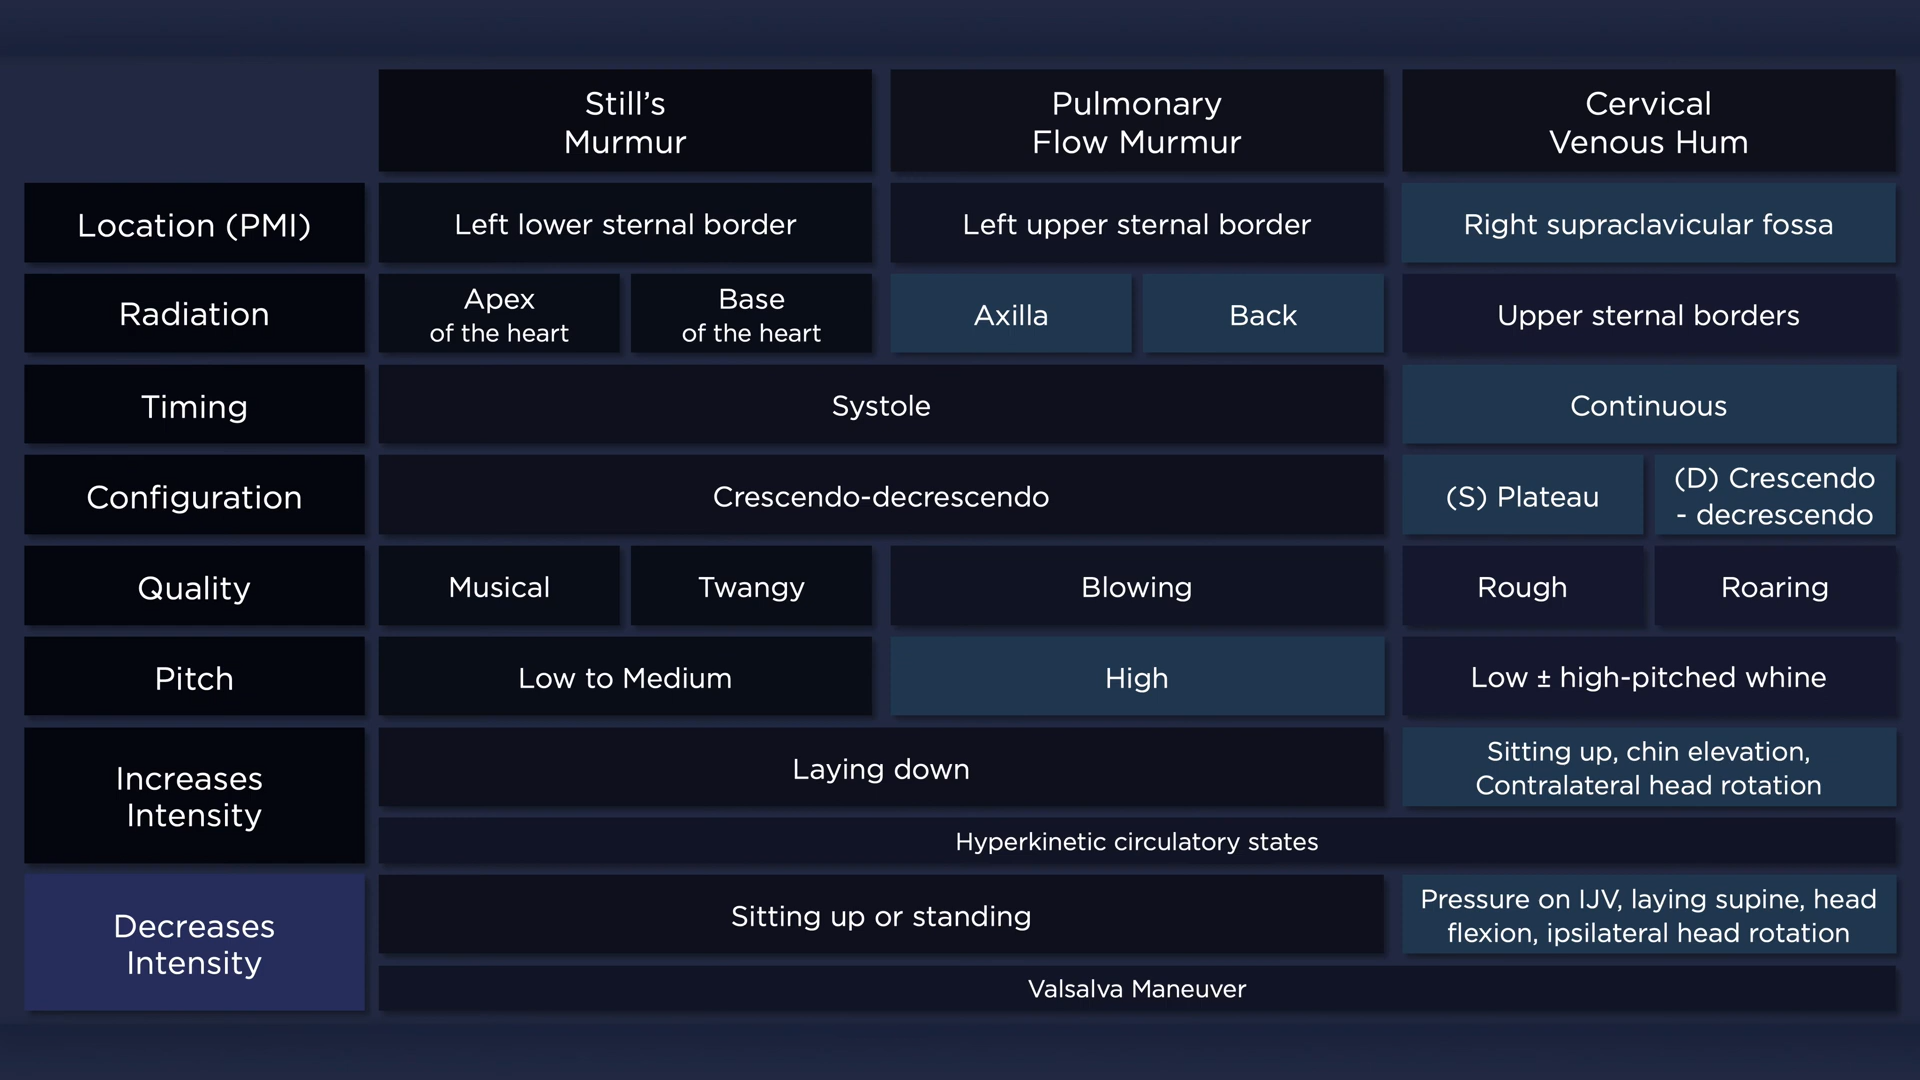 Still's
Murmur
Pulmonary
Flow Murmur
Cervical
Venous Hum
Location (PMI)
Left lower sternal border
Left upper sternal border
Right supraclavicular fossa
Radiation
Apex
of the heart
Base
of the heart
Axilla
Back
Upper sternal borders
Timing
Systole
Continuous
Configuration
Crescendo-decrescendo
(S) Plateau
(D) Crescendo
- decrescendo
Quality
Musical
Twangy
Blowing
Rough
Roaring
Pitch
Low to Medium
High
Low ± high-pitched whine
Increases
Intensity
Laying down
Sitting up, chin elevation,
Contralateral head rotation
Hyperkinetic circulatory states
Decreases
Intensity
Sitting up or standing
Pressure on IJV, laying supine, head
flexion, ipsilateral head rotation
Valsalva Maneuver